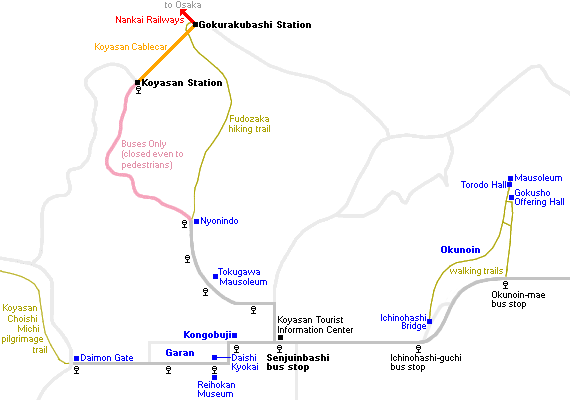 to Osaka
Nankai Railways
Gokurakubashi Station
Koyasan Cablecar
Koyasan Station
Fudozaka
hiking trail
Buses Only
(closed even to
pedestrians)
Mausoleum
Torodo Hall
Gokusho
Offering Hall
Nyonindo
Okunoin
walking trails
Tokugawa
Mausoleum
Okunoin-mae
bus stop
Koyasan
Choishi
Michi
pilgrimage
trail
Koyasan Tourist
Information Center
Ichinohashi
Bridge
Kongobuji
Garan
Daimon Gate
Daishi
Kyokai
Senjuinbashi
bus stop
Ichinohashi-guchi
bus stop
Reihokan
Museum